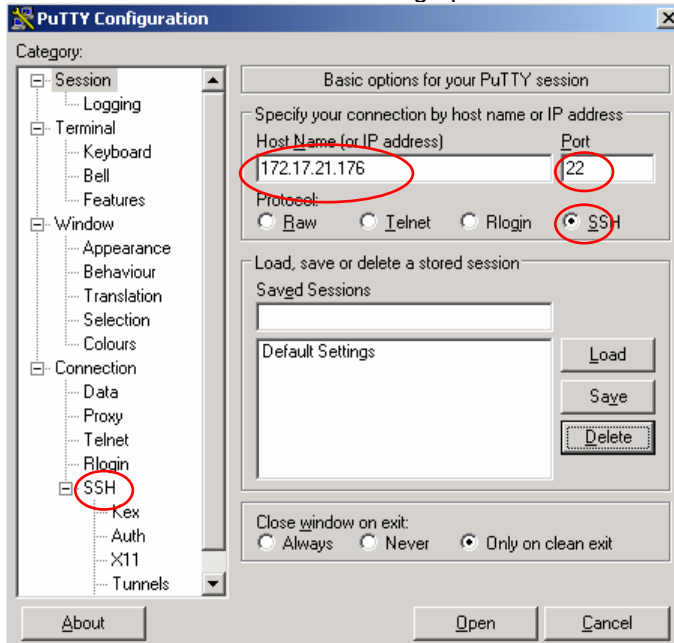 PuTTY Configuration
Category:
Session
Logging
Terminal
Keyboard
Bell
Features
Window
Appearance
Behaviour
Translation
Selection
Colours
Connection
Data
Proxy
Telnet
Rlogin
SSH
Kex
Auth
X11
Tunnels
Basic options for your PuTTY session
Specify your connection by host name or IP address
Host Name (or IP address) Port
172.17.21.176 22
Protocol:
Raw Telnet Rlogin SSH
Load, save or delete a stored session
Saved Sessions
Default Settings
Load
Save
Delete
Close window on exit:
Always Never Only on clean exit
About Open Cancel